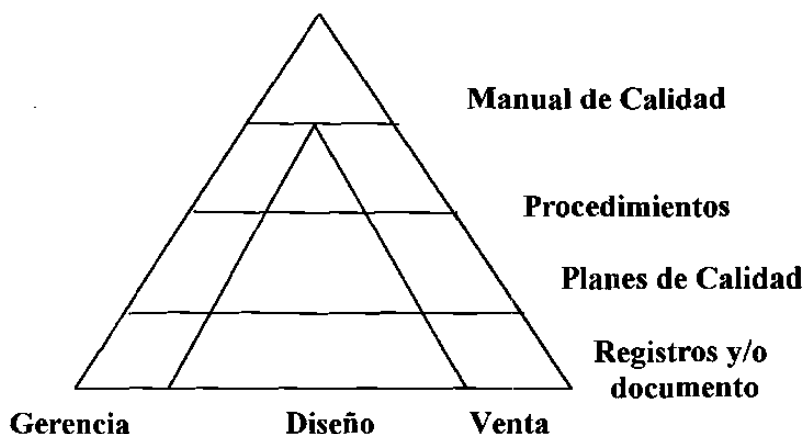 Manual de Calidad
Procedimientos
Planes de Calidad
Registros y/o
documento
Gerencia Diseño Venta